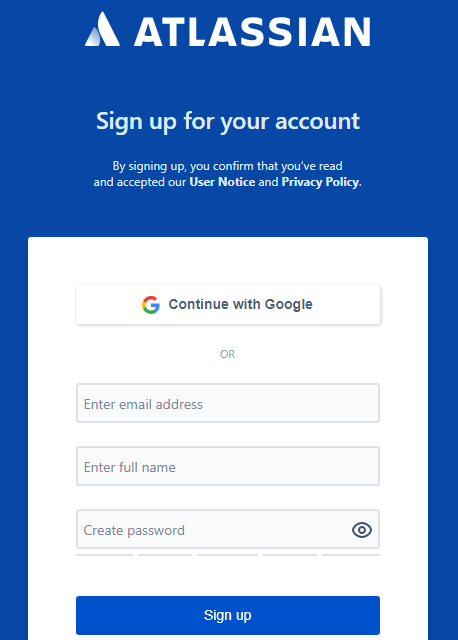 ATLASSIAN
Sign up for your account
By signing up, you confirm that you've read
and accepted our User Notice and Privacy Policy.
Continue with Google
OR
Enter email address
Enter full name
Create password
Sign up